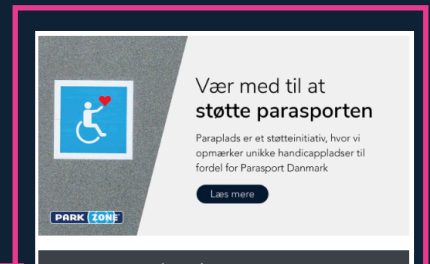 Vær med til at
støtte parasporten
Paraplads er et støtteinitiativ, hvor vi
opmærker unikke handicappladser til
fordel for Parasport Danmark
Læs mere
PARK ZONE